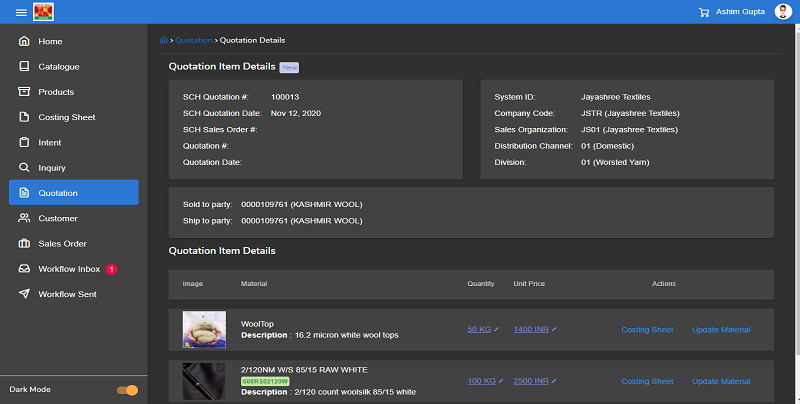 Ashim Gupta
Home
Catalogue
Products
Costing Sheet
Intent
Inquiry
Quotation
Customer
Sales Order
Workflow Inbox 1
Workflow Sent
Dark Mode
› Quotation › Quotation Details
Quotation Item Details New
SCH Quotation #: 100013
SCH Quotation Date: Nov 12, 2020
SCH Sales Order #:
Quotation #:
Quotation Date:
System ID: Jayashree Textiles
Company Code: JSTR (Jayashree Textiles)
Sales Organization: JS01 (Jayashree Textiles)
Distribution Channel: 01 (Domestic)
Division: 01 (Worsted Yarn)
Sold to party: 0000109761 (KASHMIR WOOL)
Ship to party: 0000109761 (KASHMIR WOOL)
Quotation Item Details
Image Material Quantity Unit Price Actions
WoolTop
Description : 16.2 micron white wool tops
50 KG 1400 INR Costing Sheet Update Material
2/120NM W/S 85/15 RAW WHITE
608RS02120W
Description : 2/120 count woolsilk 85/15 white
100 KG 2500 INR Costing Sheet Update Material